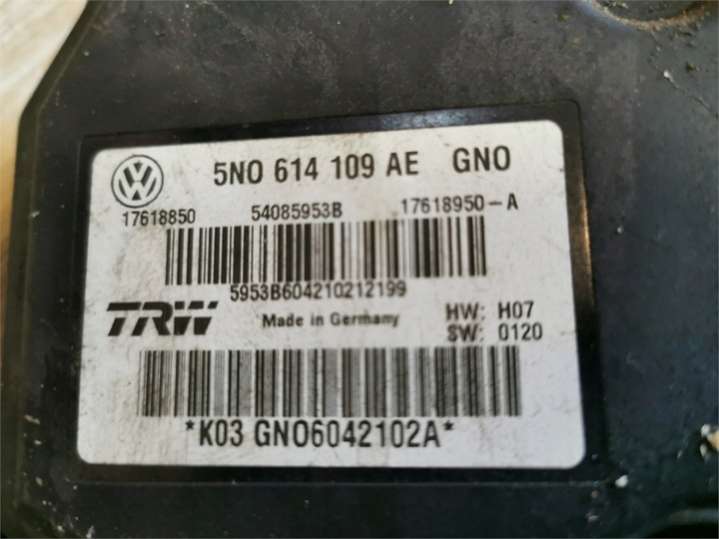 5N0 614 109 AE GNO
17618850 54085953B 17618950-A
5953B604210212199
TRW Made in Germany HW: H07
SW: 0120
*K03 GNO6042102A*